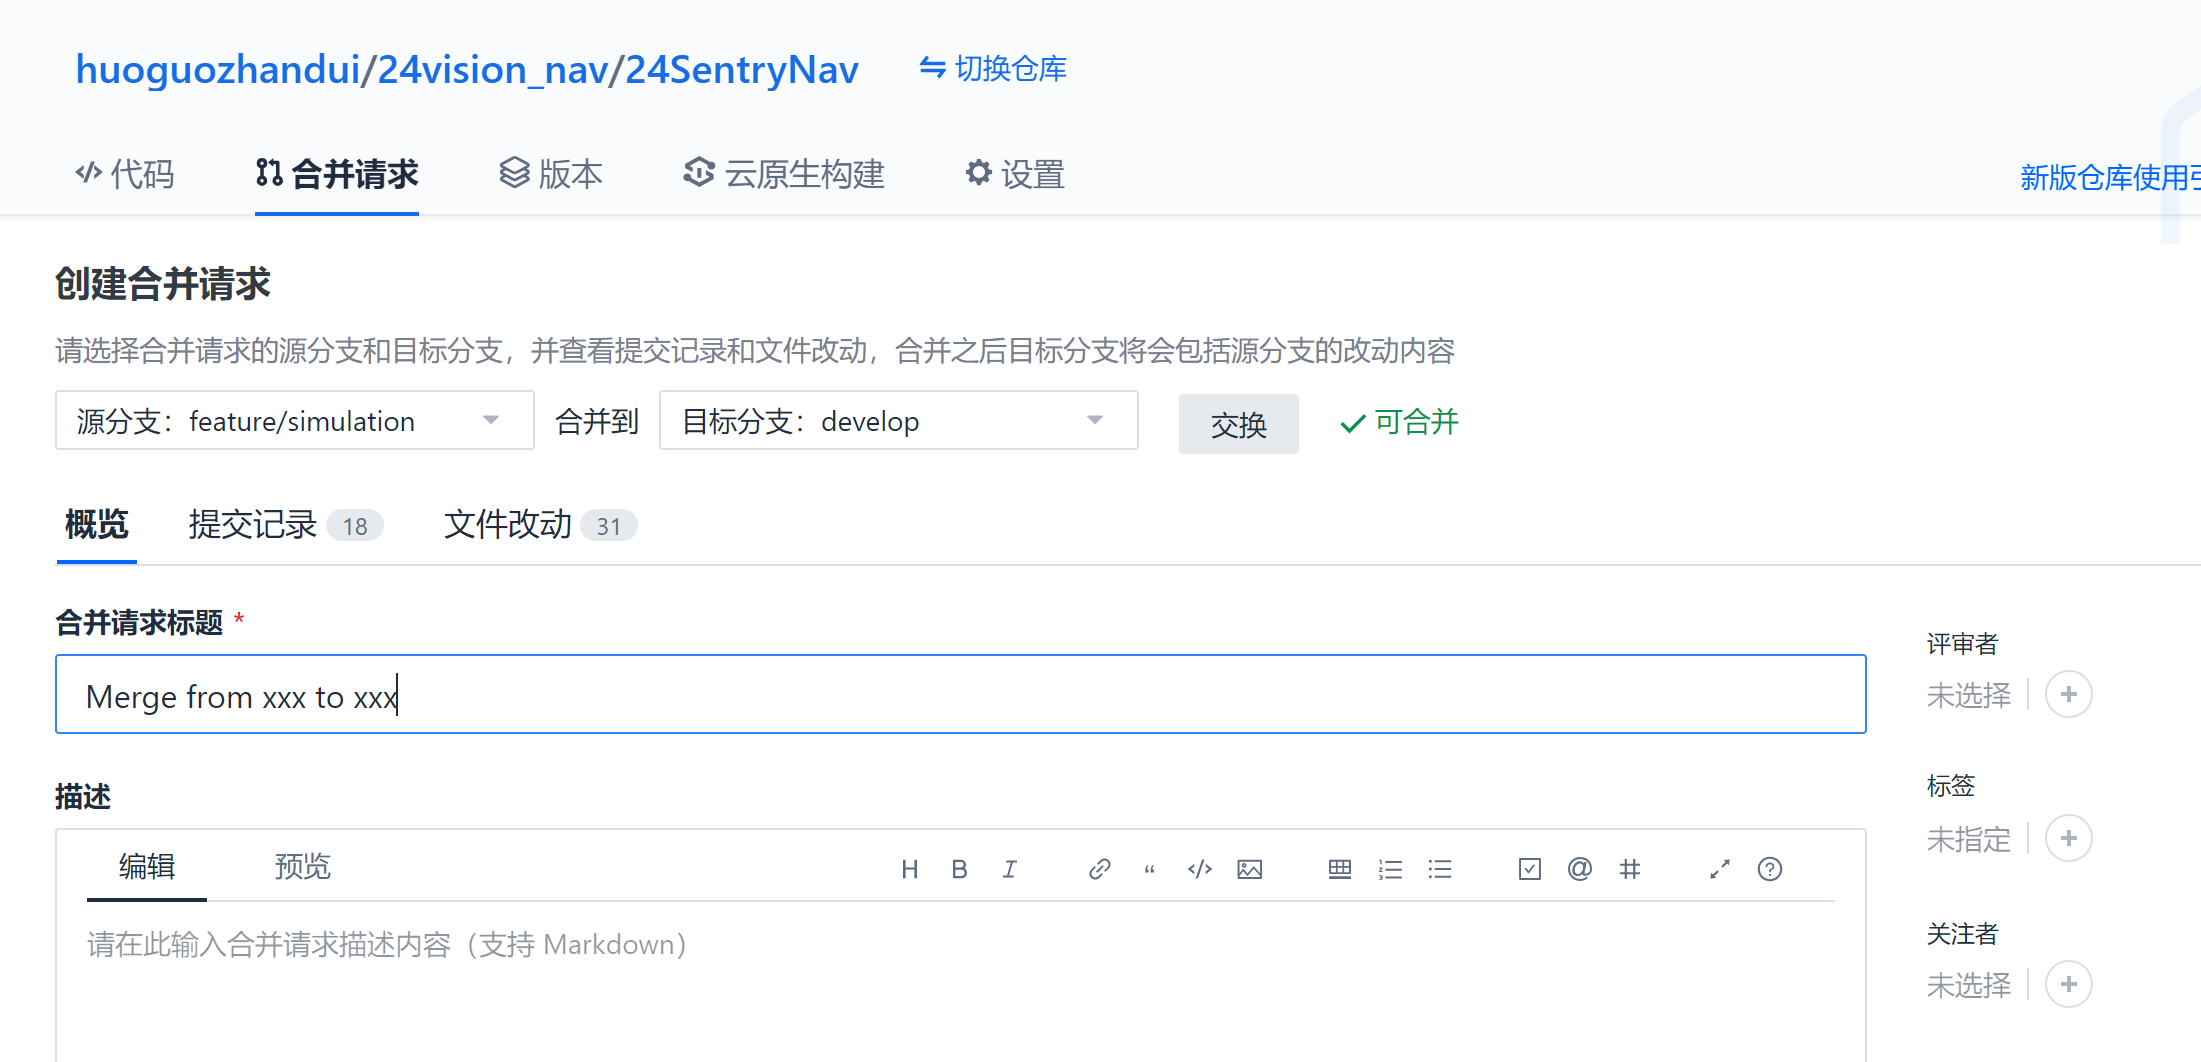 huoguozhandui/24vision_nav/24SentryNav 切换仓库
代码 合并请求 版本 云原生构建 设置 新版仓库使用引
创建合并请求
请选择合并请求的源分支和目标分支，并查看提交记录和文件改动，合并之后目标分支将会包括源分支的改动内容
源分支：feature/simulation 合并到 目标分支：develop 交换 可合并
概览 提交记录 18 文件改动 31
合并请求标题 *
评审者
Merge from xxx to xxx 未选择
标签
描述
未指定
编辑 预览
关注者
请在此输入合并请求描述内容（支持 Markdown）
未选择